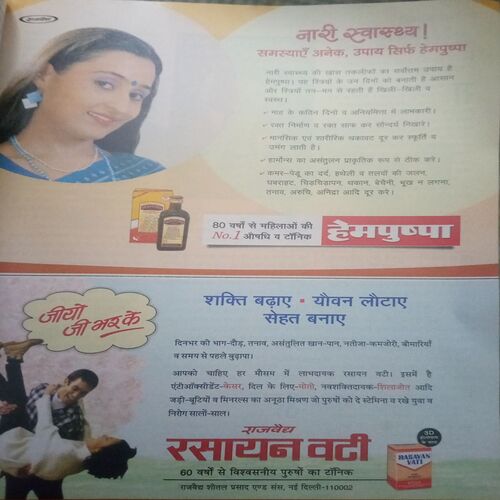 राजवैद्य
नारी स्वास्थ्य!
समस्याएँ अनेक, उपाय सिर्फ हेमपुष्पा
नारी स्वास्थ्य की खास तकलीफों का सर्वोत्तम उपाय है
हेमपुष्पा। यह स्त्रियों के उन दिनों को बनाती है आसान
और स्त्रियाँ तन-मन से रहती हैं खिली-खिली व
स्वस्थ।
✓ माह के कठिन दिनों व अनियमितता में लाभकारी।
✓ रक्त निर्माण व रक्त साफ कर सौन्दर्य निखारे।
✓ मानसिक एवं शारीरिक थकावट दूर कर स्फूर्ति व
उमंग लाती है।
✓ हार्मोन्स का असंतुलन प्राकृतिक रूप से ठीक करे।
✓ कमर-पेडू का दर्द, हथेली व तलवों की जलन,
घबराहट, चिड़चिड़ापन, थकान, बेचैनी, भूख न लगना,
तनाव, अरुचि, अनिद्रा आदि दूर करे।
80 वर्षों से महिलाओं की
No.1 औषधि व टॉनिक
हेमपुष्पा
जीयो
जी भर के
शक्ति बढ़ाए • यौवन लौटाए
सेहत बनाए
दिनभर की भाग-दौड़, तनाव, असंतुलित खान-पान, नतीजा-कमजोरी, बीमारियाँ
व समय से पहले बुढ़ापा।
आपको चाहिए हर मौसम में लाभदायक रसायन वटी। इसमें है
एंटीऑक्सीडेंट-केसर, दिल के लिए-मोती, नवशक्तिदायक-शिलाजीत आदि
जड़ी-बूटियों व मिनरल्स का अनूठा मिश्रण जो पुरुषों को दे स्टेमिना व रखे युवा व
निरोग सालों-साल।
राजवैद्य
रसायन वटी
60 वर्षों से विश्वसनीय पुरुषों का टॉनिक
राजवैद्य शीतल प्रसाद एण्ड संस, नई दिल्ली-110002
3D
RASAYAN
VATI